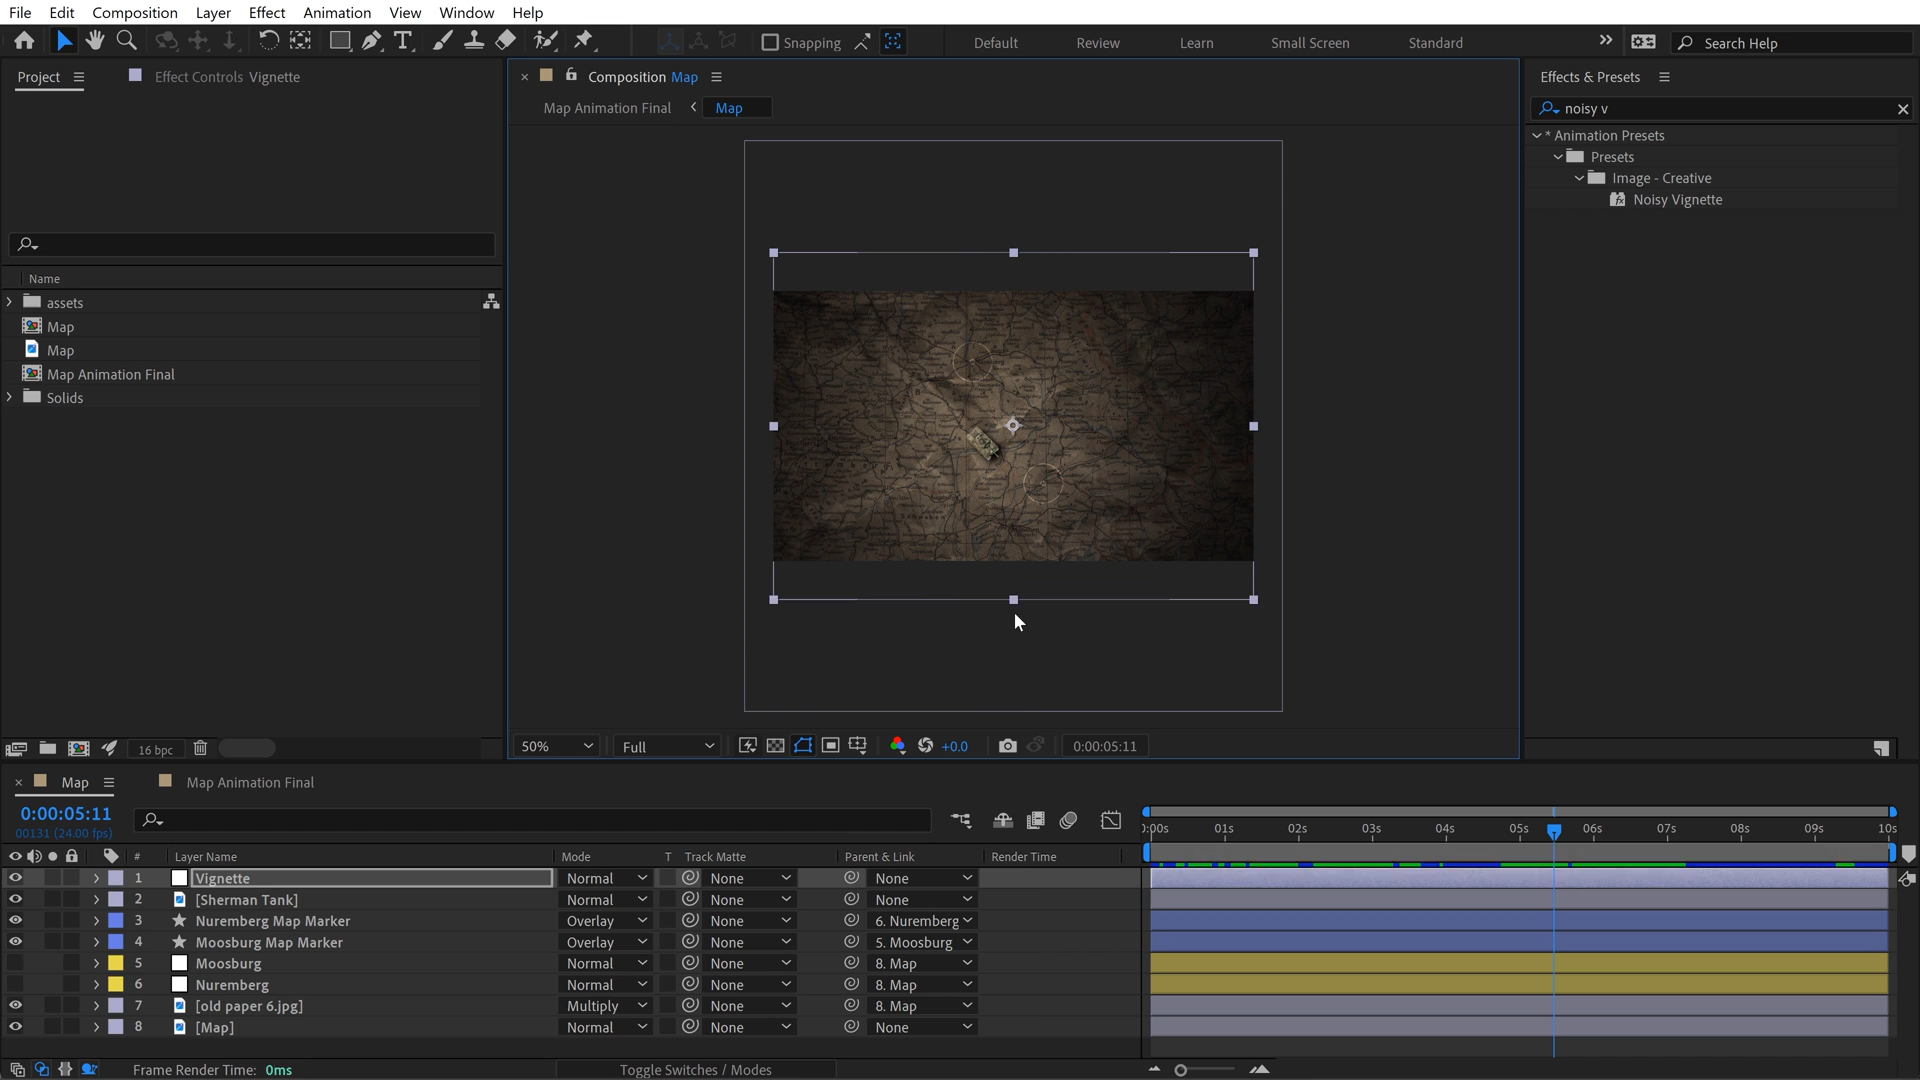 File Edit Composition Layer Effect Animation View Window Help
Snapping Default Review Learn Small Screen Standard Search Help
Project Effect Controls Vignette
Composition Map
Effects & Presets
Map Animation Final Map
noisy v
* Animation Presets
Presets
Image - Creative
Noisy Vignette
Name
assets
Map
Map
Map Animation Final
Solids
16 bpc
50% Full +0.0 0:00:05:11
Map Map Animation Final
0:00:05:11
00131 (24.00 fps)
0:00s 01s 02s 03s 04s 05s 06s 07s 08s 09s 10s
# Layer Name Mode T Track Matte Parent & Link Render Time
1 Vignette Normal None None
2 [Sherman Tank] Normal None None
3 Nuremberg Map Marker Overlay None 6. Nuremberg
4 Moosburg Map Marker Overlay None 5. Moosburg
5 Moosburg Normal None 8. Map
6 Nuremberg Normal None 8. Map
7 [old paper 6.jpg] Multiply None 8. Map
8 [Map] Normal None None
Frame Render Time: 0ms Toggle Switches / Modes